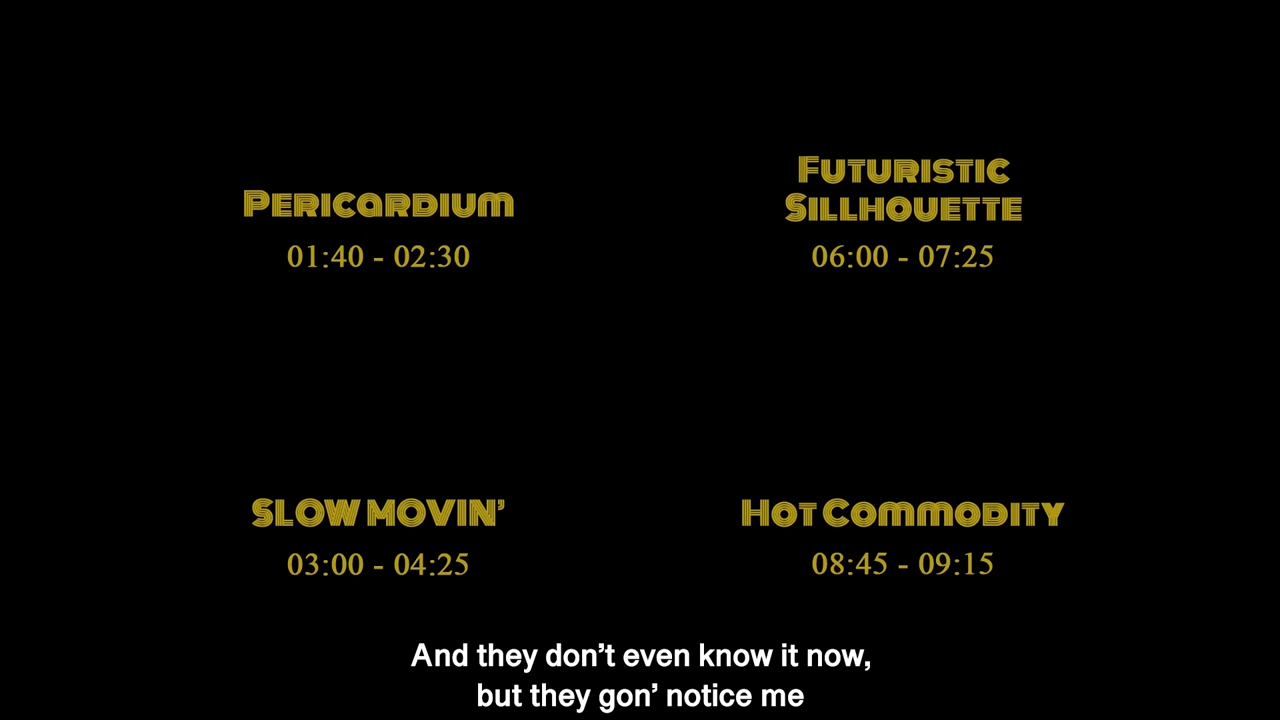 Pericardium
01:40 - 02:30
Futuristic
Sillhouette
06:00 - 07:25
SLOW MOVIN’
03:00 - 04:25
Hot Commodity
08:45 - 09:15
And they don’t even know it now,
but they gon’ notice me